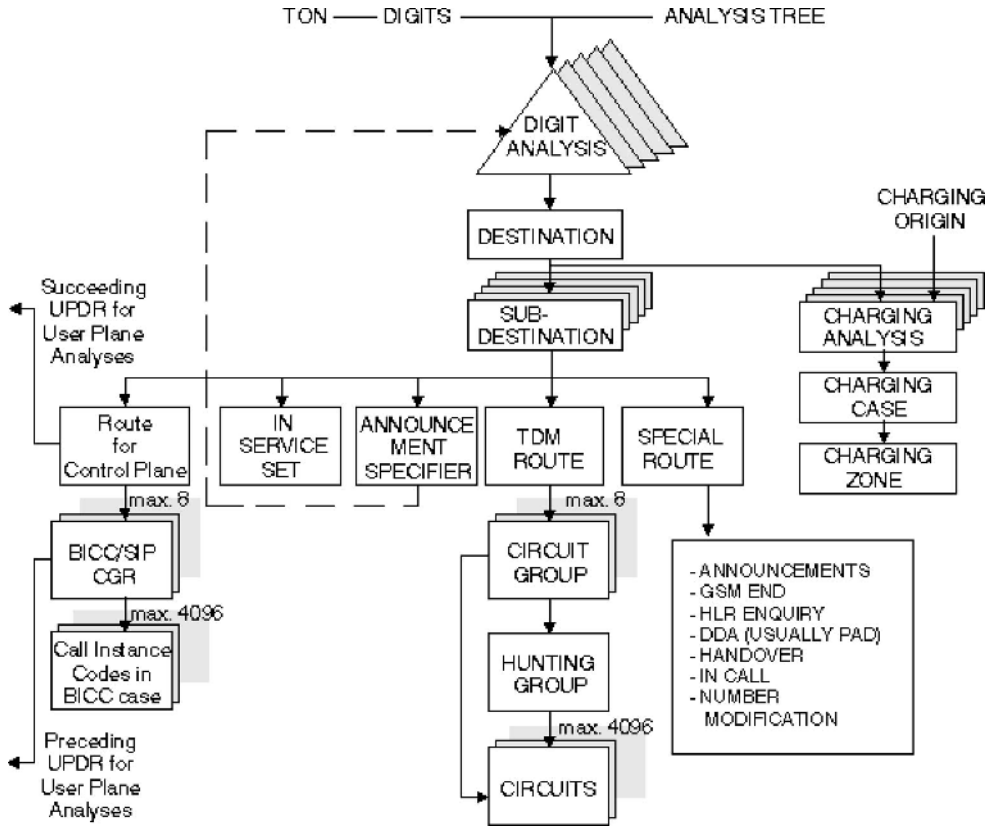 TON DIGITS ANALYSIS TREE
DIGIT
ANALYSIS
DESTINATION
CHARGING
ORIGIN
Succeeding
UPDR for
User Plane
Analyses
SUB-
DESTINATION
CHARGING
ANALYSIS
Route
for
Control Plane
IN
SERVICE
SET
ANNOUNCE
MENT
SPECIFIER
TDM
ROUTE
SPECIAL
ROUTE
CHARGING
CASE
CHARGING
ZONE
max. 8
BICC/SIP
CGR
max. 4096
Call Instance
Codes in
BICC case
max. 8
CIRCUIT
GROUP
HUNTING
GROUP
max. 4096
CIRCUITS
- ANNOUNCEMENTS
- GSM END
- HLR ENQUIRY
- DDA (USUALLY PAD)
- HANDOVER
- IN CALL
- NUMBER
MODIFICATION
Preceding
UPDR for
User Plane
Analyses